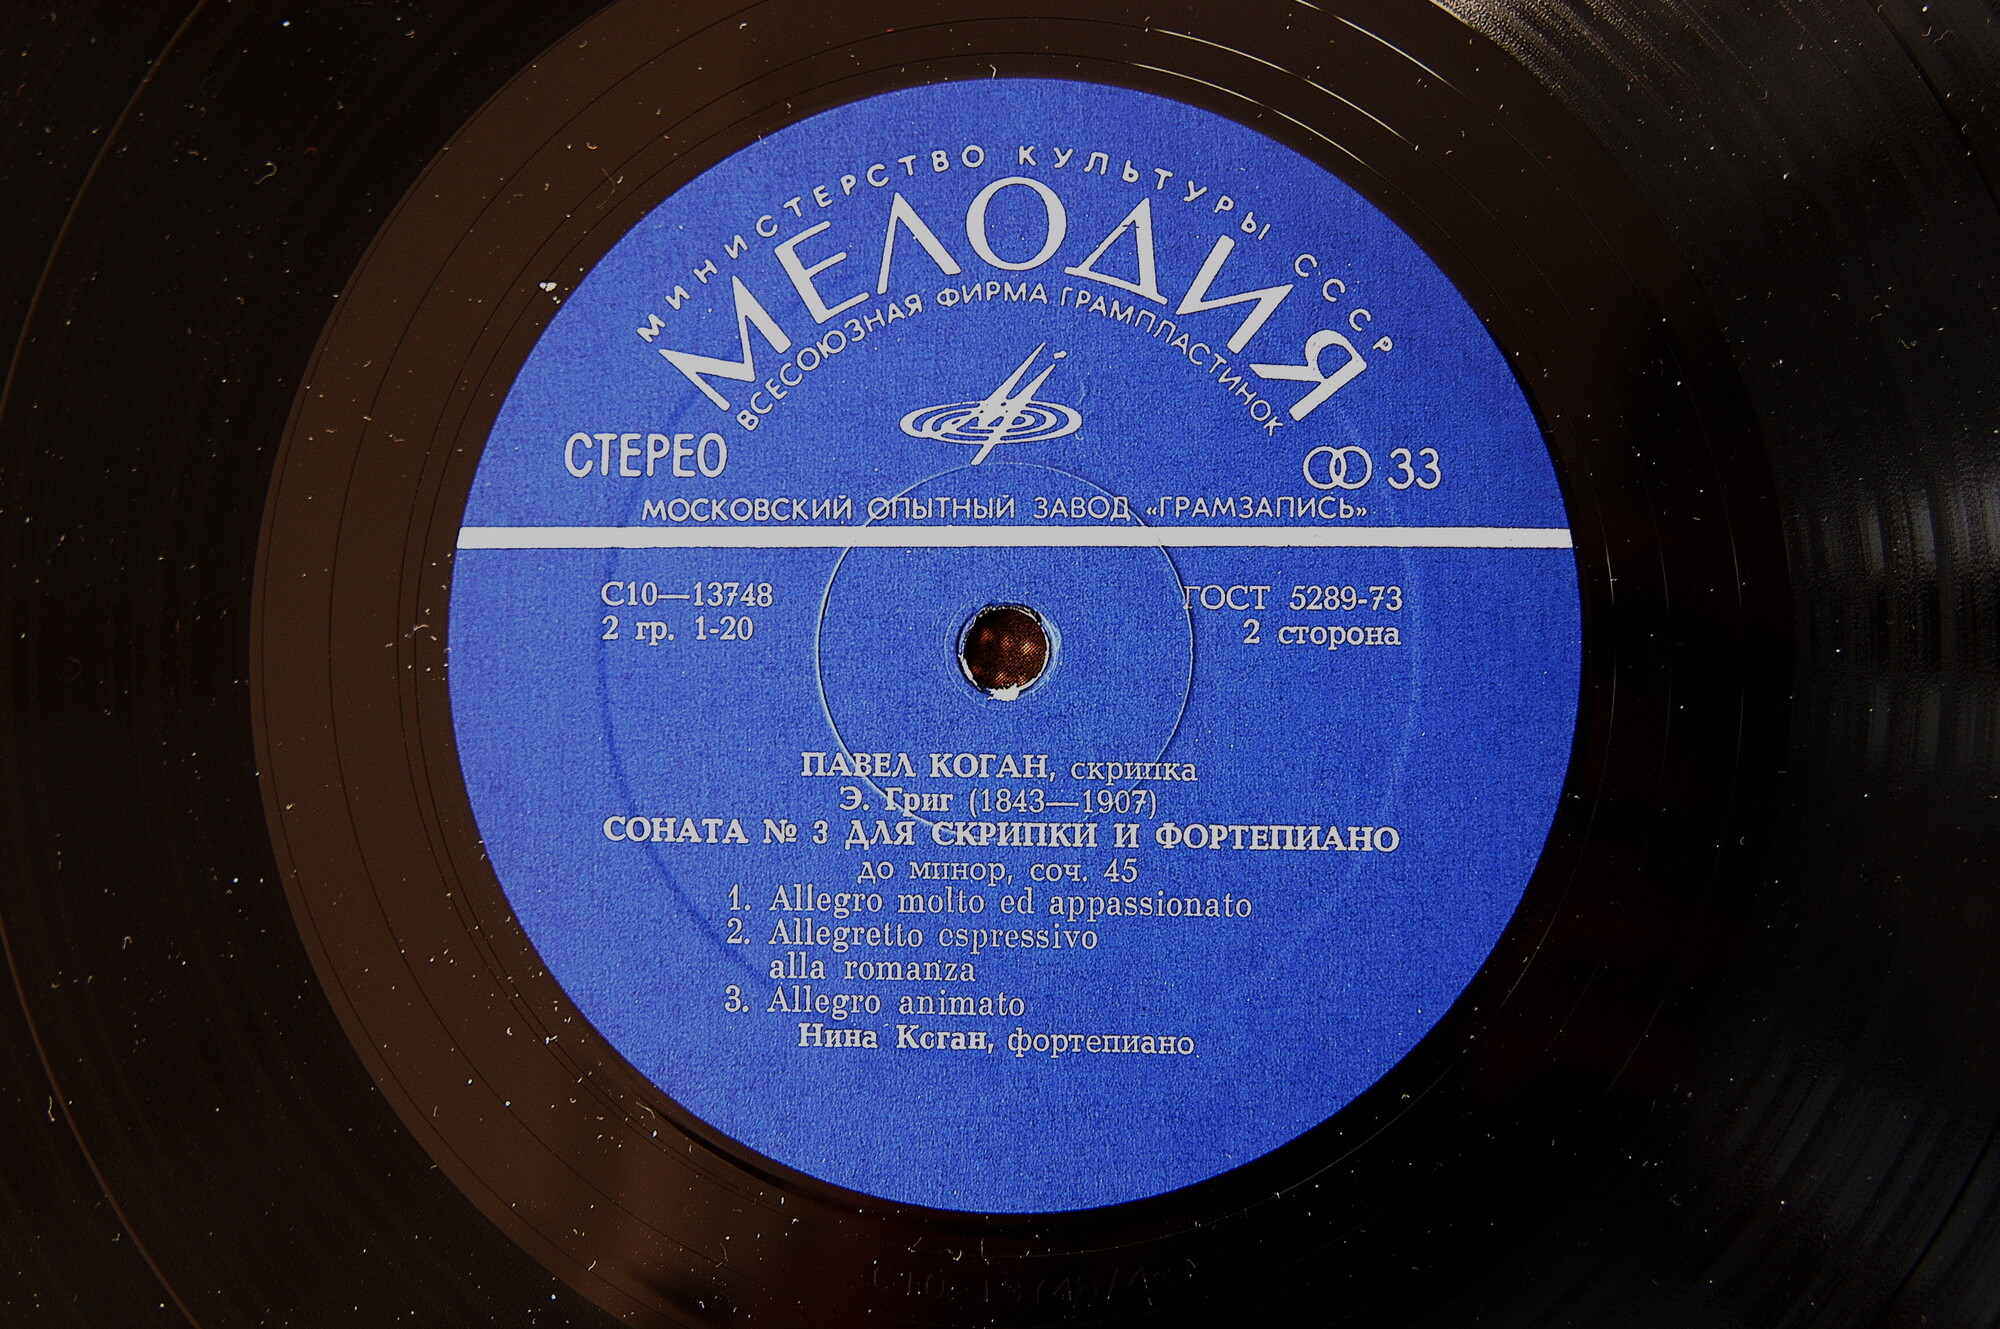 МИНИСТЕРСТВО КУЛЬТУРЫ СССР
МЕЛОДИЯ
ВСЕСОЮЗНАЯ ФИРМА ГРАМПЛАСТИНОК
СТЕРЕО
33
МОСКОВСКИЙ ОПЫТНЫЙ ЗАВОД «ГРАМЗАПИСЬ»
С10—13748
ГОСТ 5289-73
2 гр. 1-20
2 сторона
ПАВЕЛ КОГАН, скрипка
Э. Григ (1843—1907)
СОНАТА № 3 ДЛЯ СКРИПКИ И ФОРТЕПИАНО
до минор, соч. 45
1. Allegro molto ed appassionato
2. Allegretto espressivo
alla romanza
3. Allegro animato
Нина Коган, фортепиано